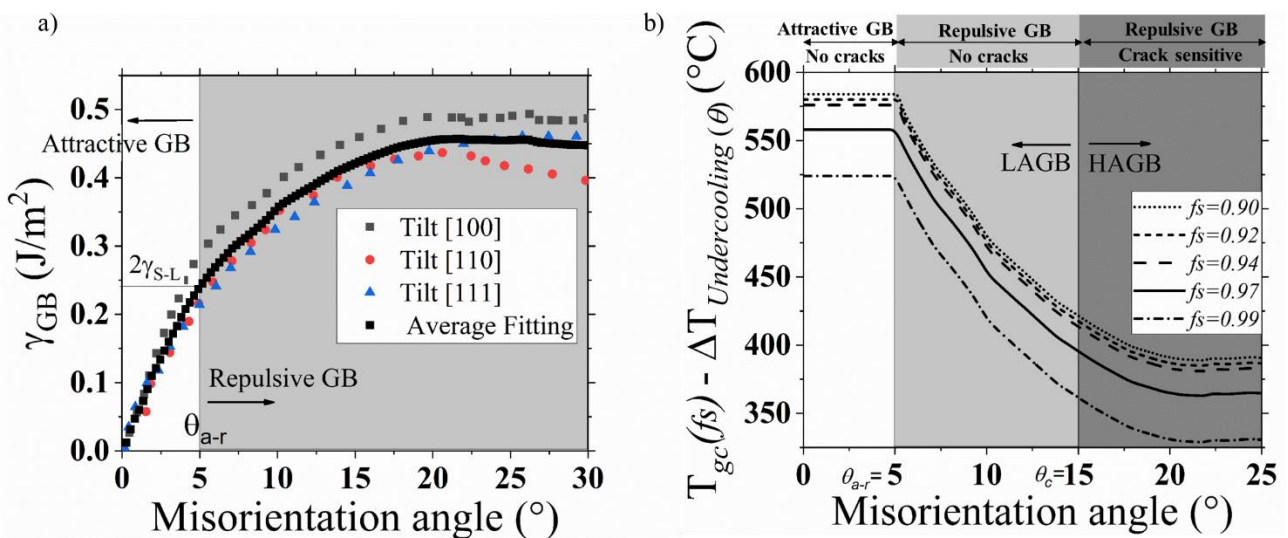 a)
γGB (J/m²)
0.5
0.4
0.3
0.2
0.1
0.0
Attractive GB
2γS-L
Repulsive GB
θa-r
Tilt [100]
Tilt [110]
Tilt [111]
Average Fitting
0 5 10 15 20 25 30
Misorientation angle (°)
b)
Attractive GB Repulsive GB Repulsive GB
No cracks No cracks Crack sensitive
Tgc(fs) - ΔTUndercooling (θ) (°C)
600
550
500
450
400
350
LAGB HAGB
fs=0.90
fs=0.92
fs=0.94
fs=0.97
fs=0.99
0 θa-r= 5 10 θc= 15 20 25
Misorientation angle (°)